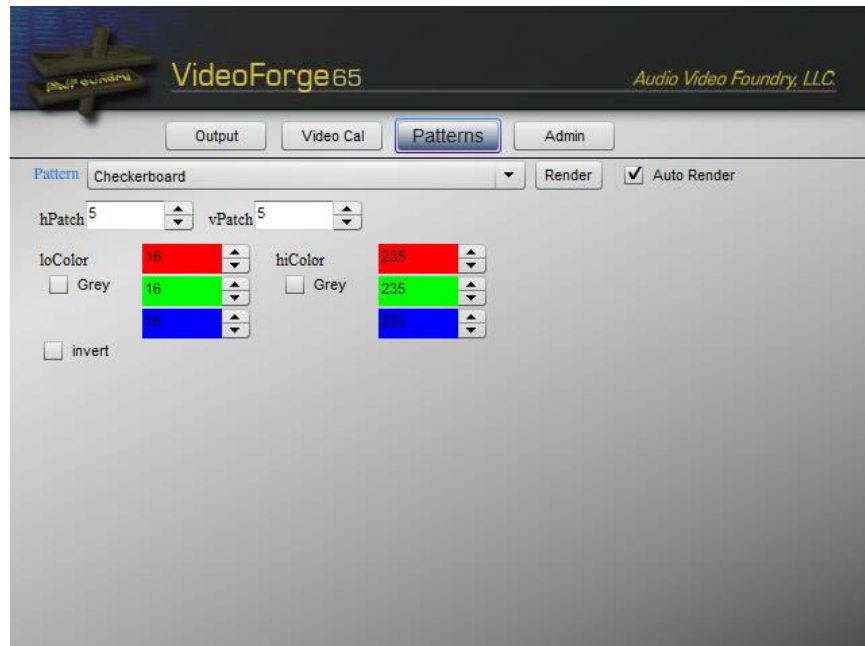 VideoForge65
Audio Video Foundry, LLC.
Output Video Cal Patterns Admin
Pattern Checkerboard Render Auto Render
hPatch 5 vPatch 5
loColor 16 hiColor 235
Grey 16 Grey 235
16 235
invert